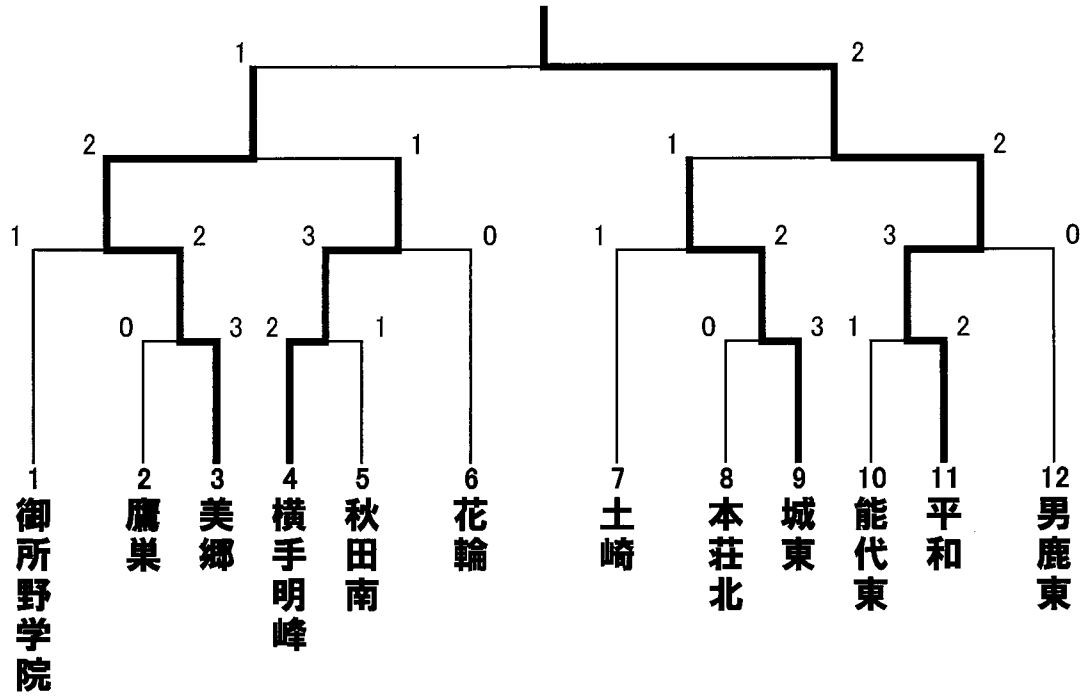 1 2
2 1 1 2
1 2 3 0 1 2 3 0
0 3 2 1 0 3 1 2
1 2 3 4 5 6 7 8 9 10 11 12
御所野学院
鷹巣
美郷
横手明峰
秋田南
花輪
土崎
本荘北
城東
能代東
平和
男鹿東